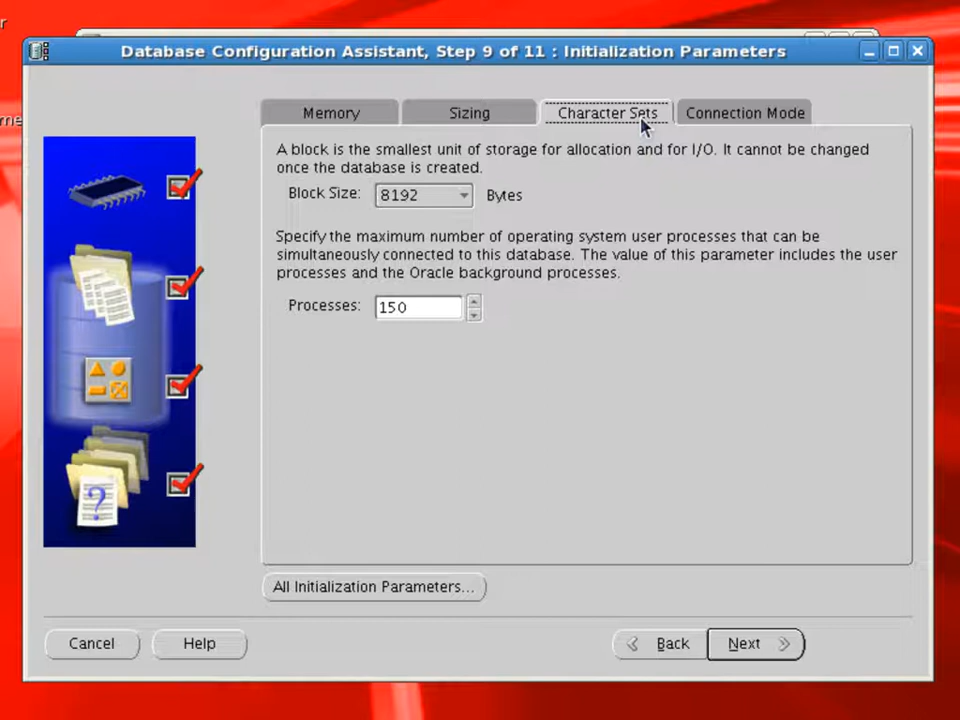 r
me
Database Configuration Assistant, Step 9 of 11 : Initialization Parameters
Memory
Sizing
Character Sets
Connection Mode
A block is the smallest unit of storage for allocation and for I/O. It cannot be changed
once the database is created.
Block Size: 8192 Bytes
Specify the maximum number of operating system user processes that can be
simultaneously connected to this database. The value of this parameter includes the user
processes and the Oracle background processes.
Processes: 150
?
All Initialization Parameters...
Cancel
Help
Back
Next